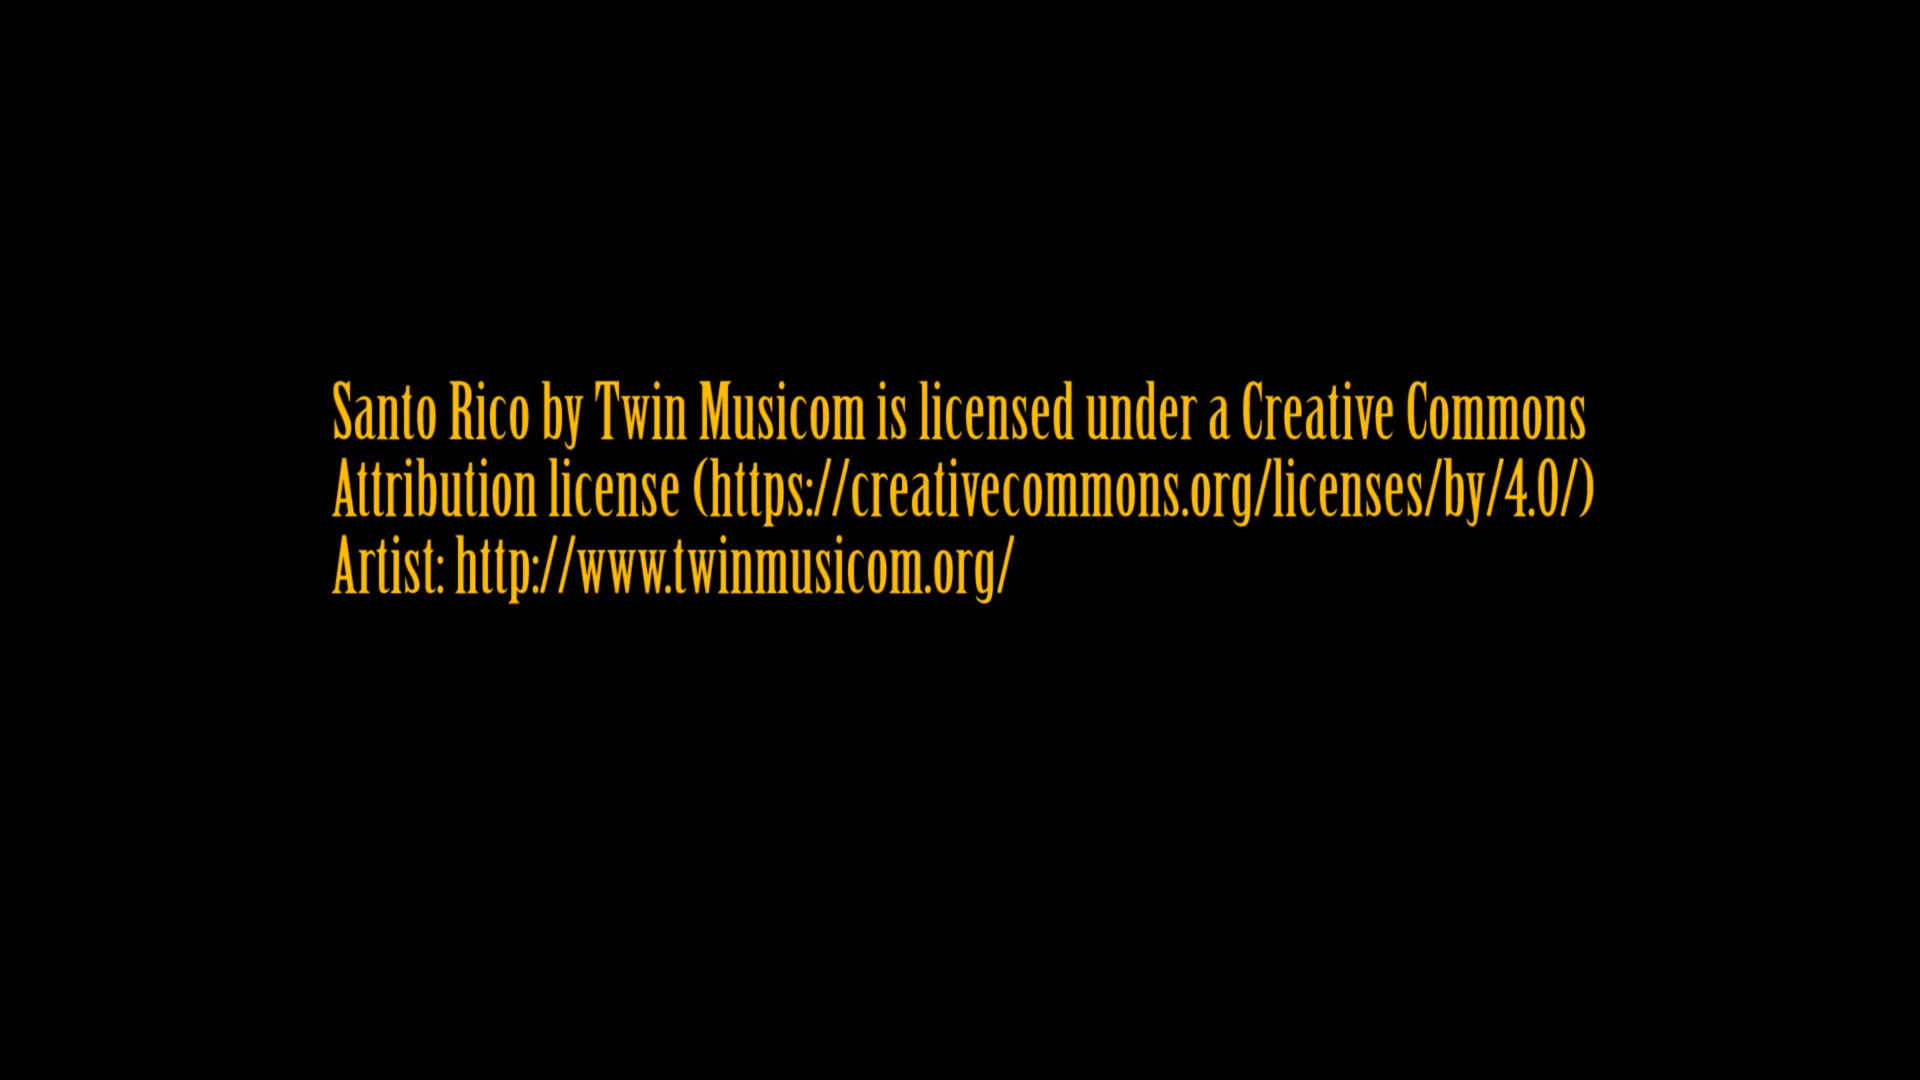 Santo Rico by Twin Musicom is licensed under a Creative Commons
Attribution license (https://creativecommons.org/licenses/by/4.0/)
Artist: http://www.twinmusicom.org/